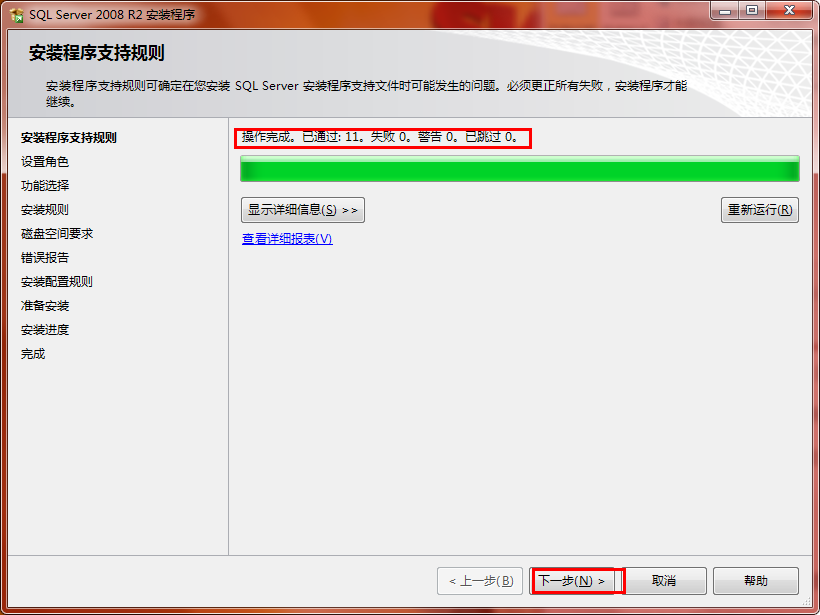 SQL Server 2008 R2 安装程序
安装程序支持规则
安装程序支持规则可确定在您安装 SQL Server 安装程序支持文件时可能发生的问题。必须更正所有失败，安装程序才能
继续。
安装程序支持规则
设置角色
功能选择
安装规则
磁盘空间要求
错误报告
安装配置规则
准备安装
安装进度
完成
操作完成。已通过: 11。失败 0。警告 0。已跳过 0。
显示详细信息(S) >>
重新运行(R)
查看详细报表(V)
< 上一步(B)
下一步(N) >
取消
帮助